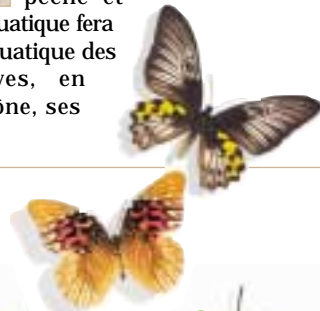 pêche et
uatique fera
uatique des
ves, en
ône, ses